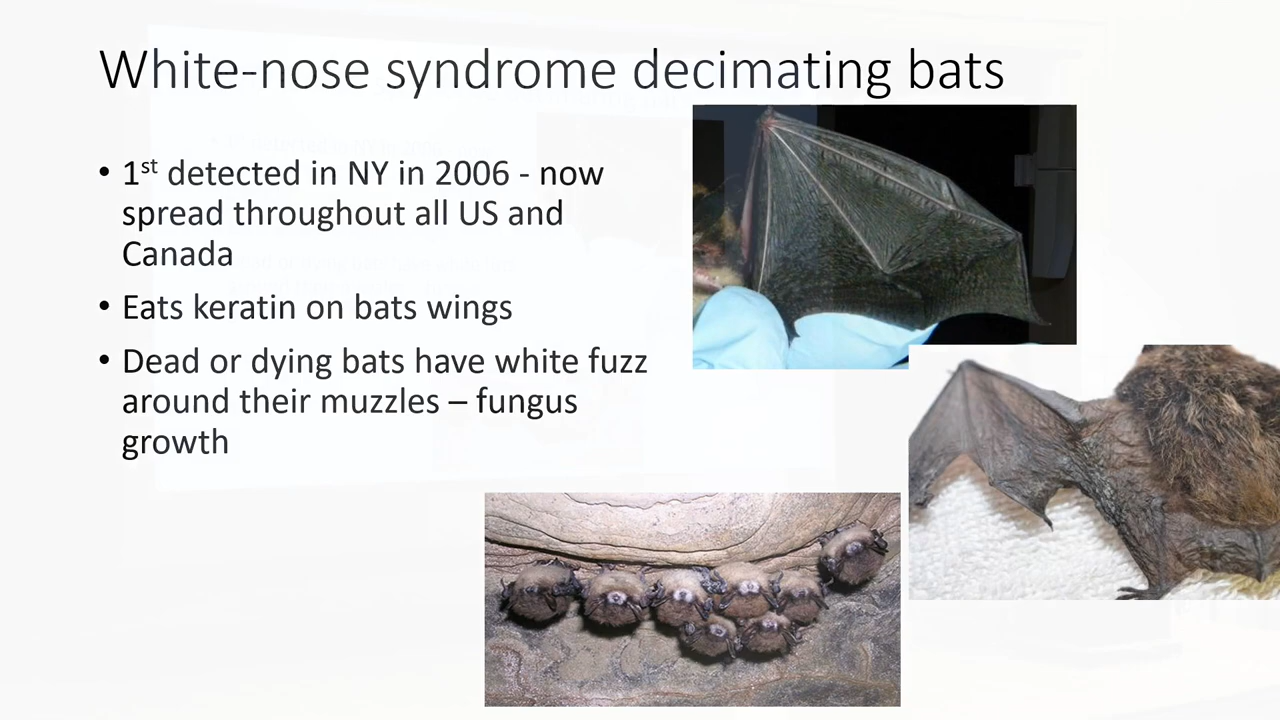 White-nose syndrome decimating bats
• 1st detected in NY in 2006 - now
spread throughout all US and
Canada
• Eats keratin on bats wings
• Dead or dying bats have white fuzz
around their muzzles – fungus
growth